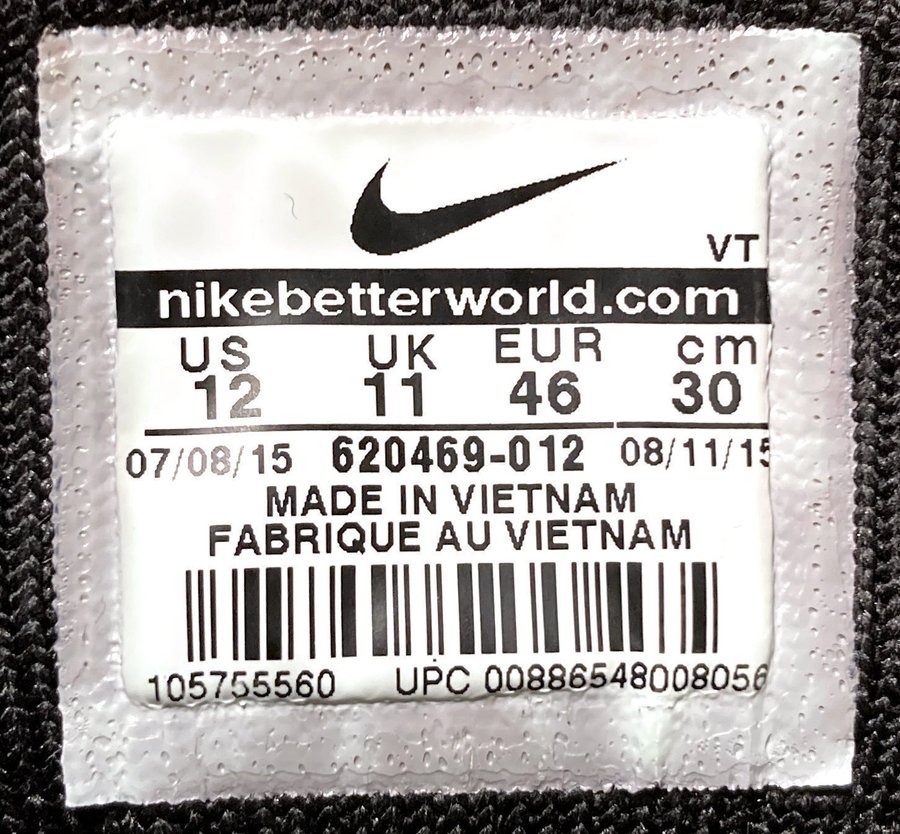 VT
nikebetterworld.com
US UK EUR cm
12 11 46 30
07/08/15 620469-012 08/11/15
MADE IN VIETNAM
FABRIQUE AU VIETNAM
105755560 UPC 00886548008056